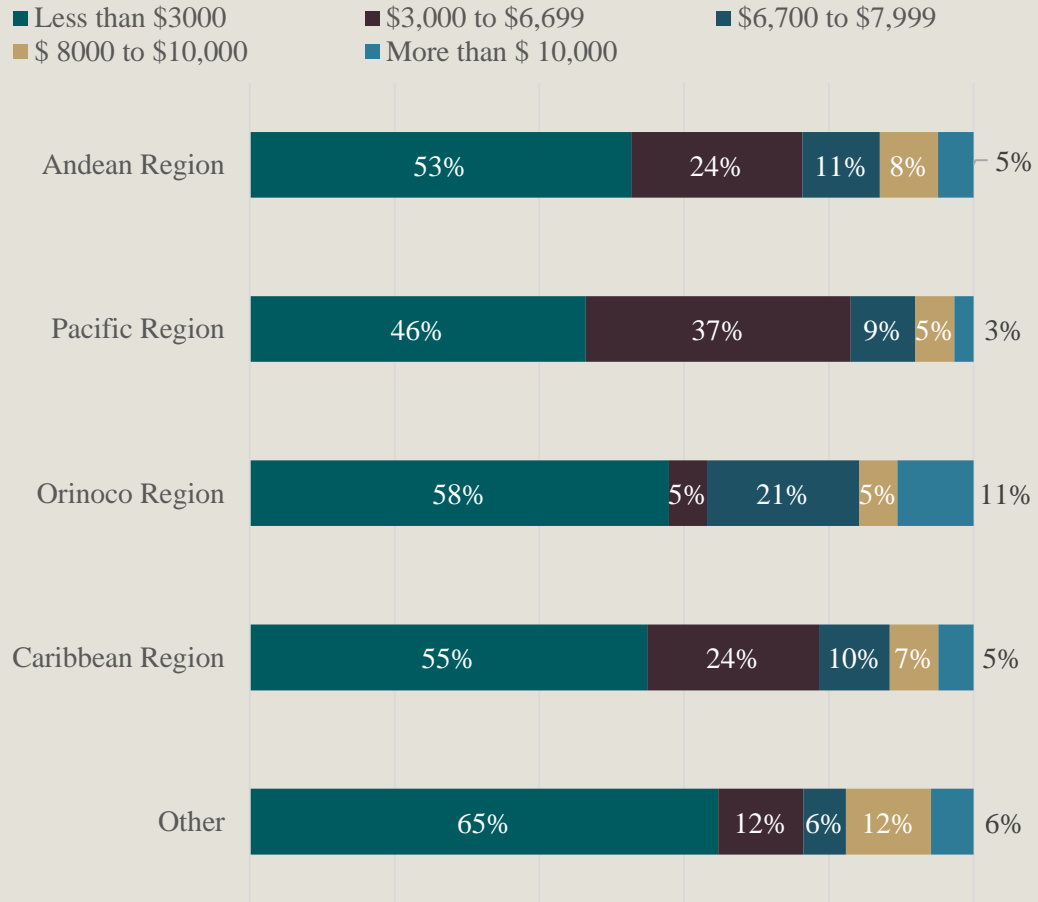 Less than $3000 $3,000 to $6,699 $6,700 to $7,999
$ 8000 to $10,000 More than $ 10,000
Andean Region 53% 24% 11% 8% 5%
Pacific Region 46% 37% 9% 5% 3%
Orinoco Region 58% 5% 21% 5% 11%
Caribbean Region 55% 24% 10% 7% 5%
Other 65% 12% 6% 12% 6%